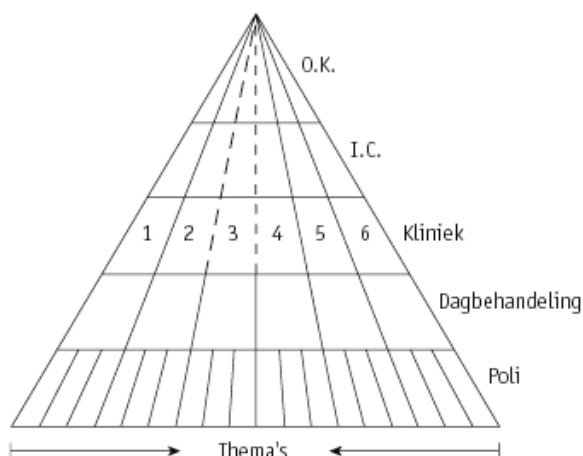 O.K.
I.C.
1 2 3 4 5 6 Kliniek
Dagbehandeling
Poli
Thema's